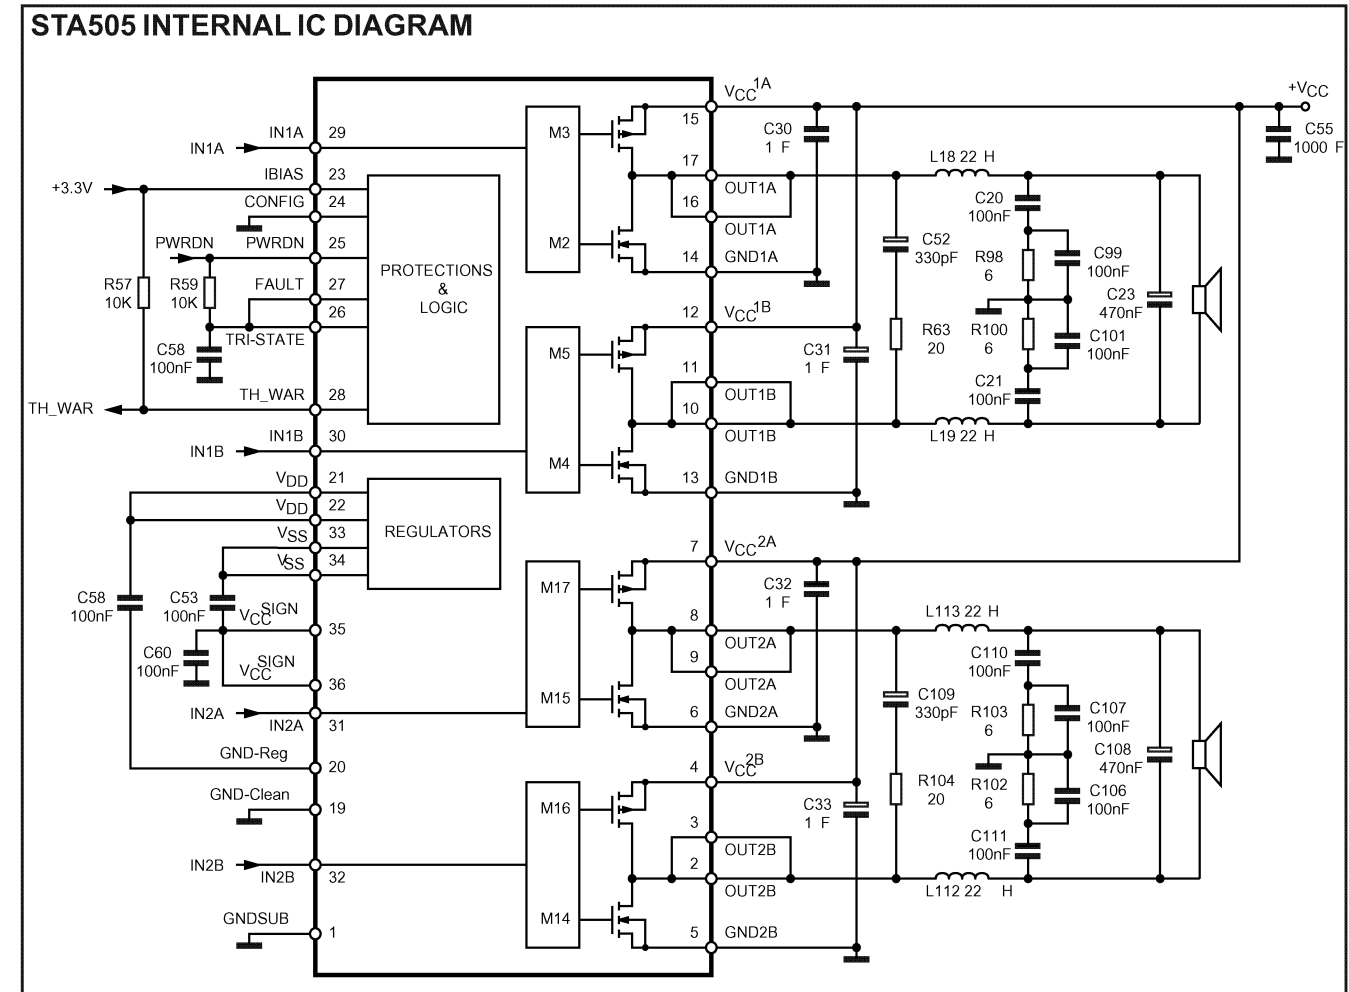 STA505 INTERNAL IC DIAGRAM
IN1A
IN1A
29
+3.3V
IBIAS
23
CONFIG
24
PWRDN
PWRDN
25
R57
10K
R59
10K
FAULT
27
26
TRI-STATE
C58
100nF
TH_WAR
TH_WAR
28
IN1B
IN1B
30
VDD
21
VDD
22
VSS
33
VSS
34
C58
100nF
C53
100nF
VCCSIGN
35
C60
100nF
VCCSIGN
36
IN2A
IN2A
31
GND-Reg
20
GND-Clean
19
IN2B
IN2B
32
GNDSUB
1
PROTECTIONS
&
LOGIC
REGULATORS
M3
M2
M5
M4
M17
M15
M16
M14
15
VCC1A
17
OUT1A
16
OUT1A
14
GND1A
12
VCC1B
11
OUT1B
10
OUT1B
13
GND1B
7
VCC2A
8
OUT2A
9
OUT2A
6
GND2A
4
VCC2B
3
OUT2B
2
OUT2B
5
GND2B
C30
1 F
C31
1 F
C32
1 F
C33
1 F
+VCC
C55
1000 F
L18 22 H
C20
100nF
C52
330pF
R98
6
C99
100nF
C23
470nF
R63
20
R100
6
C101
100nF
C21
100nF
L19 22 H
L113 22 H
C110
100nF
C109
330pF
R103
6
C107
100nF
C108
470nF
R104
20
R102
6
C106
100nF
C111
100nF
L112 22 H